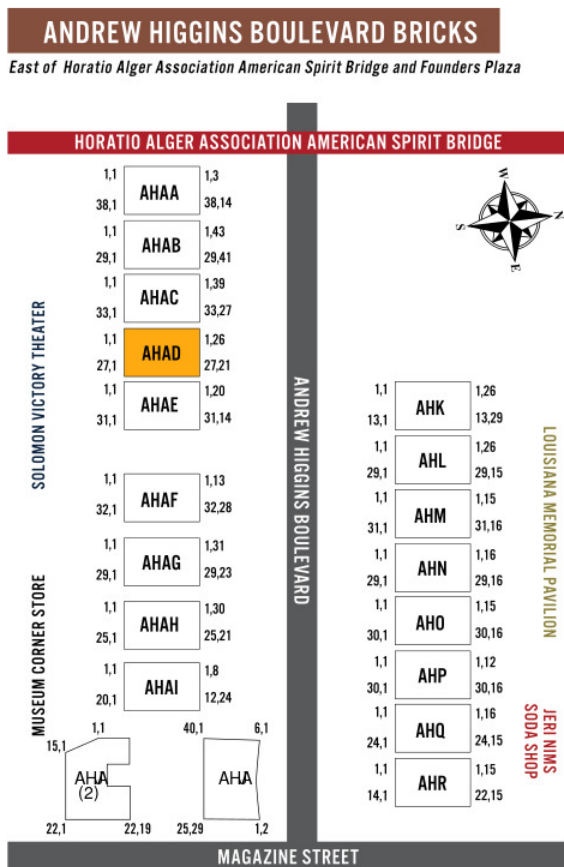 ANDREW HIGGINS BOULEVARD BRICKS
East of Horatio Alger Association American Spirit Bridge and Founders Plaza
HORATIO ALGER ASSOCIATION AMERICAN SPIRIT BRIDGE
W
N
S
E
1,1 AHAA 1,3
38,1 38,14
1,1 AHAB 1,43
29,1 29,41
1,1 AHAC 1,39
33,1 33,27
1,1 AHAD 1,26
27,1 27,21
1,1 AHAE 1,20
31,1 31,14
1,1 AHAF 1,13
32,1 32,28
1,1 AHAG 1,31
29,1 29,23
1,1 AHAH 1,30
25,1 25,21
1,1 AHAI 1,8
20,1 12,24
1,1
15,1
AHA
(2)
22,1 22,19
40,1 6,1
AHA
25,29 1,2
SOLOMON VICTORY THEATER
MUSEUM CORNER STORE
ANDREW HIGGINS BOULEVARD
1,1 AHK 1,26
13,1 13,29
1,1 AHL 1,26
29,1 29,15
1,1 AHM 1,15
31,1 31,16
1,1 AHN 1,16
29,1 29,16
1,1 AHO 1,15
30,1 30,16
1,1 AHP 1,12
30,1 30,16
1,1 AHQ 1,16
24,1 24,15
1,1 AHR 1,15
14,1 22,15
LOUISIANA MEMORIAL PAVILION
JERI NIMS
SODA SHOP
MAGAZINE STREET